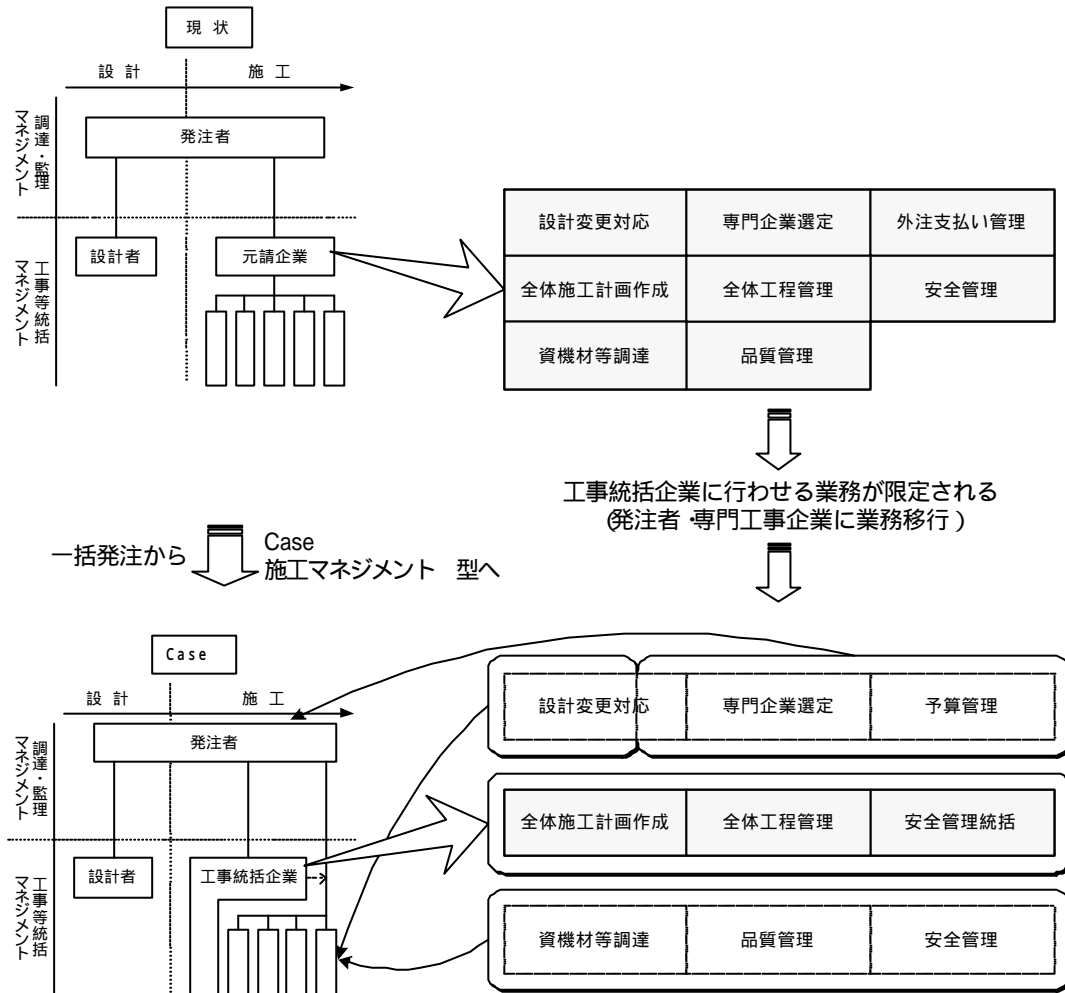 現 状
設 計
施 工
調達・監理
マネジメント
発注者
設計者
元請企業
工事等統括
マネジメント
設計変更対応
専門企業選定
外注支払い管理
全体施工計画作成
全体工程管理
安全管理
資機材等調達
品質管理
工事統括企業に行わせる業務が限定される
(発注者・専門工事企業に業務移行)
一括発注から
Case
施工マネジメント 型へ
Case
設 計
施 工
調達・監理
マネジメント
発注者
設計者
工事統括企業
工事等統括
マネジメント
設計変更対応
専門企業選定
予算管理
全体施工計画作成
全体工程管理
安全管理統括
資機材等調達
品質管理
安全管理